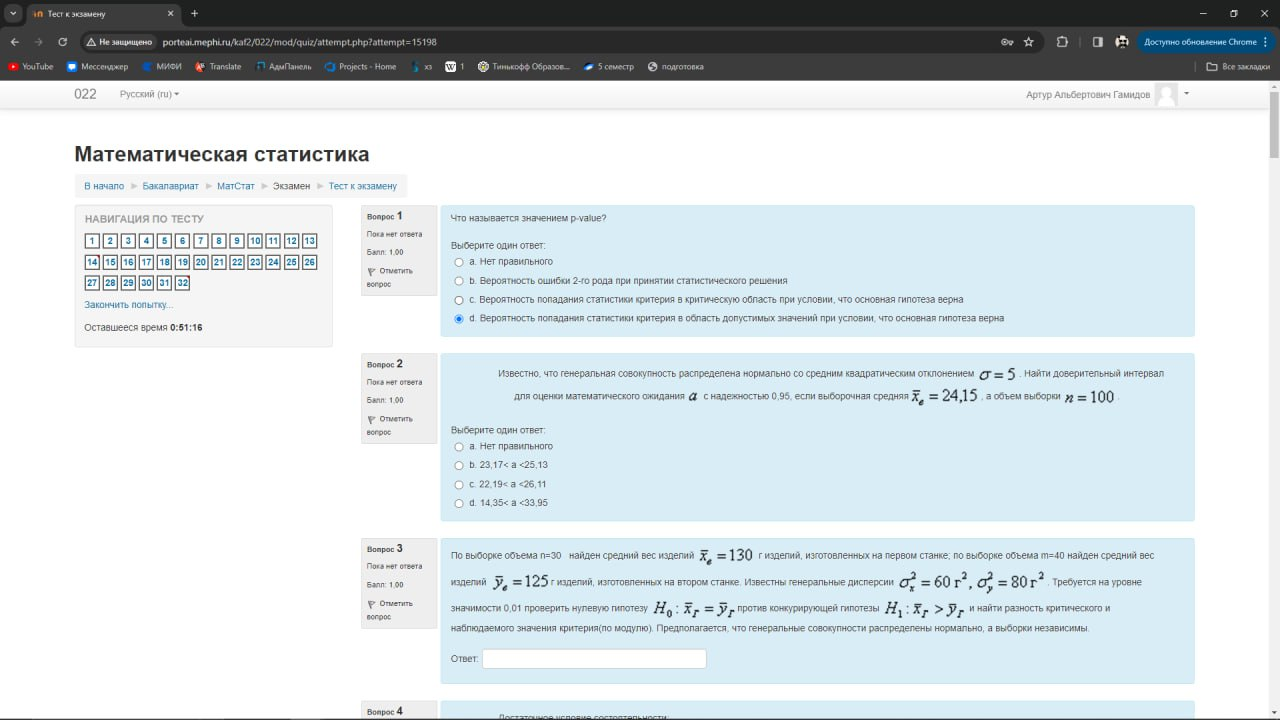 Тест к экзамену
Не защищено porteai.mephi.ru/kaf2/022/mod/quiz/attempt.php?attempt=15198 Доступно обновление Chrome
YouTube Мессенджер МИФИ Translate АдмПанель Projects - Home хз 1 Тинькофф Образов... 5 семестр подготовка Все закладки
022 Русский (ru) Артур Альбертович Гамидов
Математическая статистика
В начало Бакалавриат МатСтат Экзамен Тест к экзамену
НАВИГАЦИЯ ПО ТЕСТУ
1 2 3 4 5 6 7 8 9 10 11 12 13
14 15 16 17 18 19 20 21 22 23 24 25 26
27 28 29 30 31 32
Закончить попытку...
Оставшееся время 0:51:16
Вопрос 1
Пока нет ответа
Балл: 1,00
Отметить
вопрос
Что называется значением p-value?
Выберите один ответ:
a. Нет правильного
b. Вероятность ошибки 2-го рода при принятии статистического решения
c. Вероятность попадания статистики критерия в критическую область при условии, что основная гипотеза верна
d. Вероятность попадания статистики критерия в область допустимых значений при условии, что основная гипотеза верна
Вопрос 2
Пока нет ответа
Балл: 1,00
Отметить
вопрос
Известно, что генеральная совокупность распределена нормально со средним квадратическим отклонением σ = 5 . Найти доверительный интервал
для оценки математического ожидания a с надежностью 0,95, если выборочная средняя x̄_в = 24,15 , а объем выборки n = 100 .
Выберите один ответ:
a. Нет правильного
b. 23,17< a <25,13
c. 22,19< a <26,11
d. 14,35< a <33,95
Вопрос 3
Пока нет ответа
Балл: 1,00
Отметить
вопрос
По выборке объема n=30 найден средний вес изделий x̄_в = 130 г изделий, изготовленных на первом станке; по выборке объема m=40 найден средний вес
изделий ȳ_в = 125 г изделий, изготовленных на втором станке. Известны генеральные дисперсии σ_x² = 60 г², σ_y² = 80 г² . Требуется на уровне
значимости 0,01 проверить нулевую гипотезу H₀ : x̄_Г = ȳ_Г против конкурирующей гипотезы H₁ : x̄_Г > ȳ_Г и найти разность критического и
наблюдаемого значения критерия(по модулю). Предполагается, что генеральные совокупности распределены нормально, а выборки независимы.
Ответ:
Вопрос 4
Достаточное условие состоятельности: